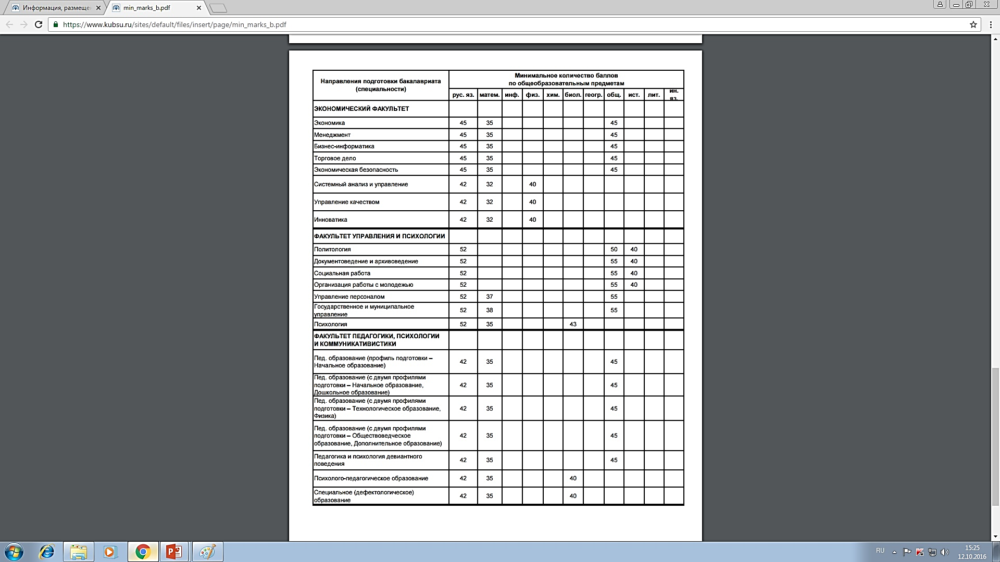 Информация, размещен
min_marks_b.pdf
https://www.kubsu.ru/sites/default/files/insert/page/min_marks_b.pdf
Направления подготовки бакалавриата
(специальности)
Минимальное количество баллов
по общеобразовательным предметам
рус. яз. матем. инф. физ. хим. биол. геогр. общ. ист. лит. ин.
яз.
ЭКОНОМИЧЕСКИЙ ФАКУЛЬТЕТ
Экономика 45 35 45
Менеджмент 45 35 45
Бизнес-информатика 45 35 45
Торговое дело 45 35 45
Экономическая безопасность 45 35 45
Системный анализ и управление 42 32 40
Управление качеством 42 32 40
Инноватика 42 32 40
ФАКУЛЬТЕТ УПРАВЛЕНИЯ И ПСИХОЛОГИИ
Политология 52 50 40
Документоведение и архивоведение 52 55 40
Социальная работа 52 55 40
Организация работы с молодежью 52 55 40
Управление персоналом 52 37 55
Государственное и муниципальное
управление 52 38 55
Психология 52 35 43
ФАКУЛЬТЕТ ПЕДАГОГИКИ, ПСИХОЛОГИИ
И КОММУНИКАТИВИСТИКИ
Пед. образование (профиль подготовки –
Начальное образование) 42 35 45
Пед. образование (с двумя профилями
подготовки – Начальное образование, 42 35 45
Дошкольное образование)
Пед. образование (с двумя профилями
подготовки – Технологическое образование, 42 35 45
Физика)
Пед. образование (с двумя профилями
подготовки – Обществоведческое 42 35 45
образование, Дополнительное образование)
Педагогика и психология девиантного
поведения 42 35 45
Психолого-педагогическое образование 42 35 40
Специальное (дефектологическое)
образование 42 35 40
RU
15:25
12.10.2016